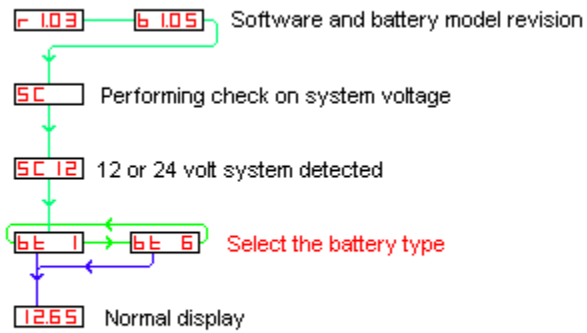 r 1.03 b 1.05 Software and battery model revision
SC Performing check on system voltage
SC 12 12 or 24 volt system detected
bt 1 bt 6 Select the battery type
12.65 Normal display